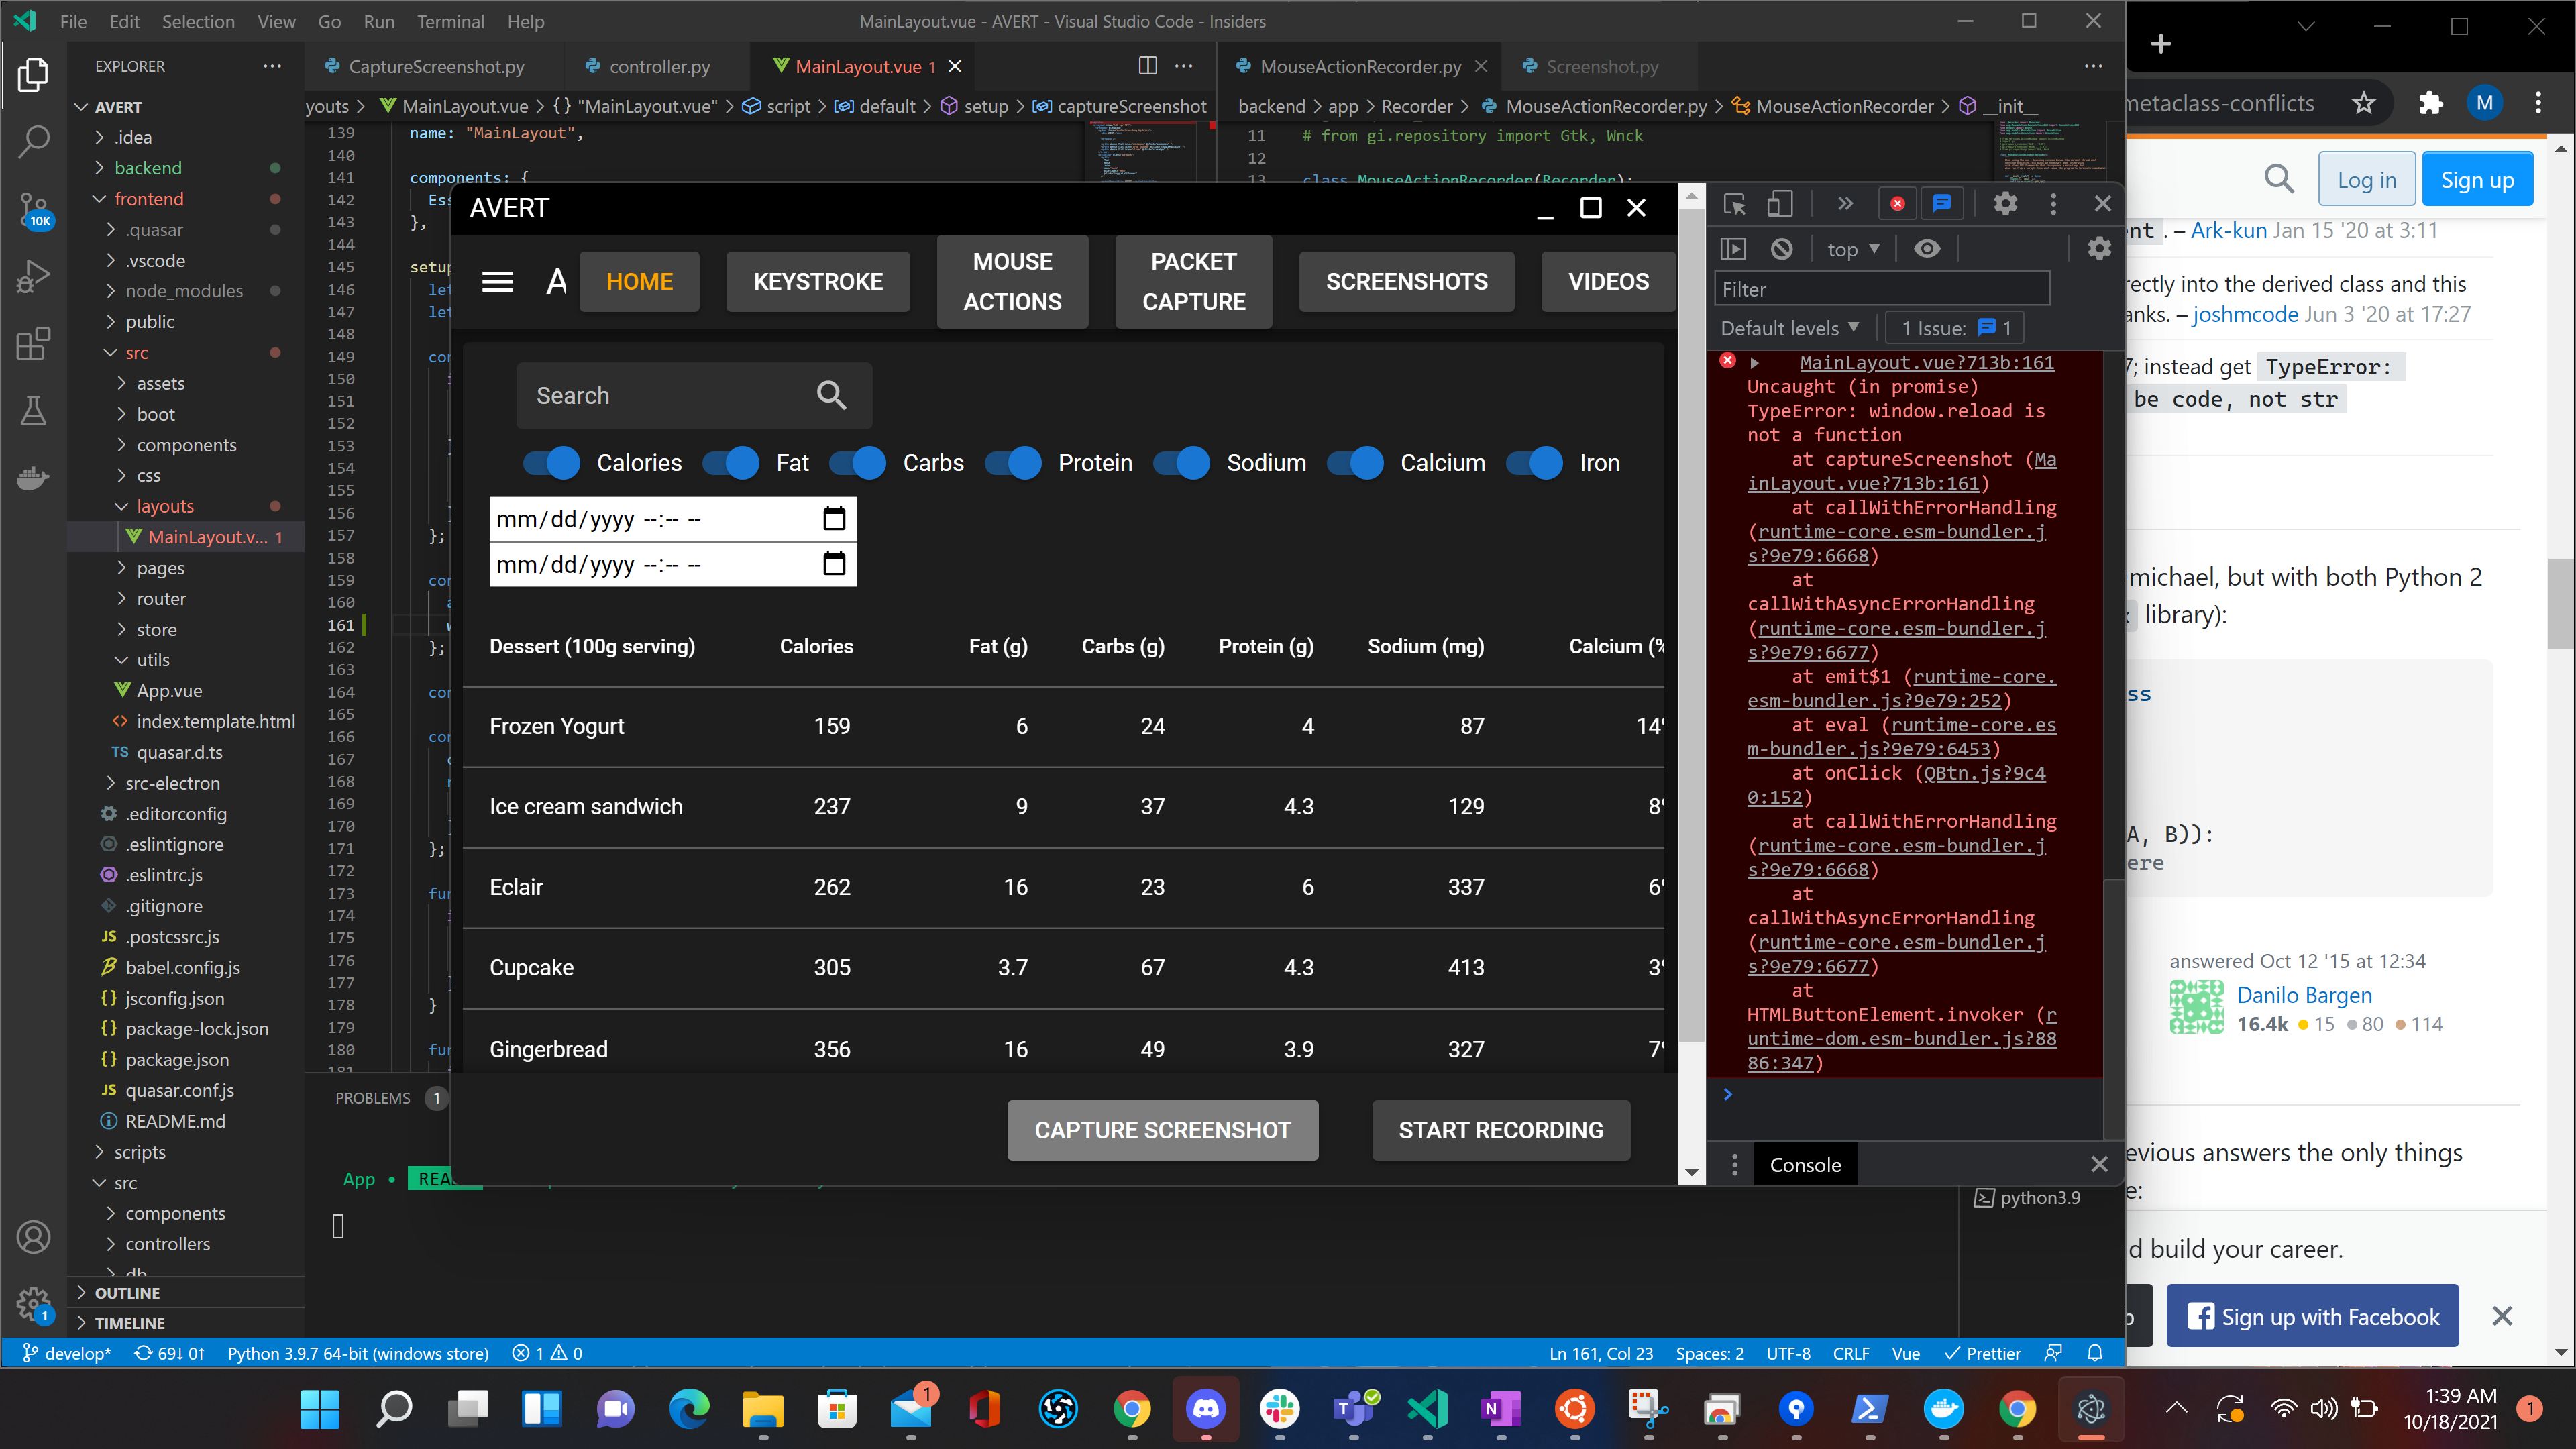 File Edit Selection View Go Run Terminal Help
MainLayout.vue - AVERT - Visual Studio Code - Insiders
EXPLORER
AVERT
.idea
backend
frontend
.quasar
.vscode
node_modules
public
src
assets
boot
components
css
layouts
MainLayout.v... 1
pages
router
store
utils
App.vue
index.template.html
TS quasar.d.ts
src-electron
.editorconfig
.eslintignore
.eslintrc.js
.gitignore
JS .postcssrc.js
babel.config.js
{} jsconfig.json
{} package-lock.json
{} package.json
JS quasar.conf.js
README.md
scripts
src
components
controllers
db
OUTLINE
TIMELINE
10K
1
CaptureScreenshot.py controller.py MainLayout.vue 1
youts > MainLayout.vue > {} "MainLayout.vue" > script > default > setup > captureScreenshot
139 name: "MainLayout",
140
141 components: {
142 Ess
143 },
144
145 setup
146 let
147 let
148
149 con
150
151
152
153
154
155
156
157 };
158
159 con
160 a
161 w
162 };
163
164 con
165
166 con
167
168
169
170
171 };
172
173 fun
174
175
176
177
178 }
179
180 fun
181
MouseActionRecorder.py Screenshot.py
backend > app > Recorder > MouseActionRecorder.py > MouseActionRecorder > __init__
11 # from gi.repository import Gtk, Wnck
12
13 class MouseActionRecorder(Recorder):
AVERT
A HOME KEYSTROKE MOUSE ACTIONS PACKET CAPTURE SCREENSHOTS VIDEOS
Search
Calories Fat Carbs Protein Sodium Calcium Iron
mm/dd/yyyy --:-- --
mm/dd/yyyy --:-- --
Dessert (100g serving) Calories Fat (g) Carbs (g) Protein (g) Sodium (mg) Calcium (%
Frozen Yogurt 159 6 24 4 87 14%
Ice cream sandwich 237 9 37 4.3 129 8%
Eclair 262 16 23 6 337 6%
Cupcake 305 3.7 67 4.3 413 3%
Gingerbread 356 16 49 3.9 327 7%
CAPTURE SCREENSHOT START RECORDING
top
Filter
Default levels 1 Issue: 1
MainLayout.vue?713b:161
Uncaught (in promise)
TypeError: window.reload is
not a function
at captureScreenshot (Ma
inLayout.vue?713b:161)
at callWithErrorHandling
(runtime-core.esm-bundler.j
s?9e79:6668)
at
callWithAsyncErrorHandling
(runtime-core.esm-bundler.j
s?9e79:6677)
at emit$1 (runtime-core.
esm-bundler.js?9e79:252)
at eval (runtime-core.es
m-bundler.js?9e79:6453)
at onClick (QBtn.js?9c4
0:152)
at callWithErrorHandling
(runtime-core.esm-bundler.j
s?9e79:6668)
at
callWithAsyncErrorHandling
(runtime-core.esm-bundler.j
s?9e79:6677)
at
HTMLButtonElement.invoker (r
untime-dom.esm-bundler.js?88
86:347)
Console
PROBLEMS 1
App • REA
python3.9
develop* 69↓ 0↑ Python 3.9.7 64-bit (windows store) 1 0
Ln 161, Col 23 Spaces: 2 UTF-8 CRLF Vue Prettier
metaclass-conflicts
M
Log in Sign up
ent . – Ark-kun Jan 15 '20 at 3:11
rectly into the derived class and this
anks. – joshmcode Jun 3 '20 at 17:27
7; instead get TypeError:
be code, not str
michael, but with both Python 2
library):
ss
A, B)):
ere
answered Oct 12 '15 at 12:34
Danilo Bargen
16.4k 15 80 114
evious answers the only things
e:
d build your career.
Sign up with Facebook
1:39 AM
10/18/2021
1